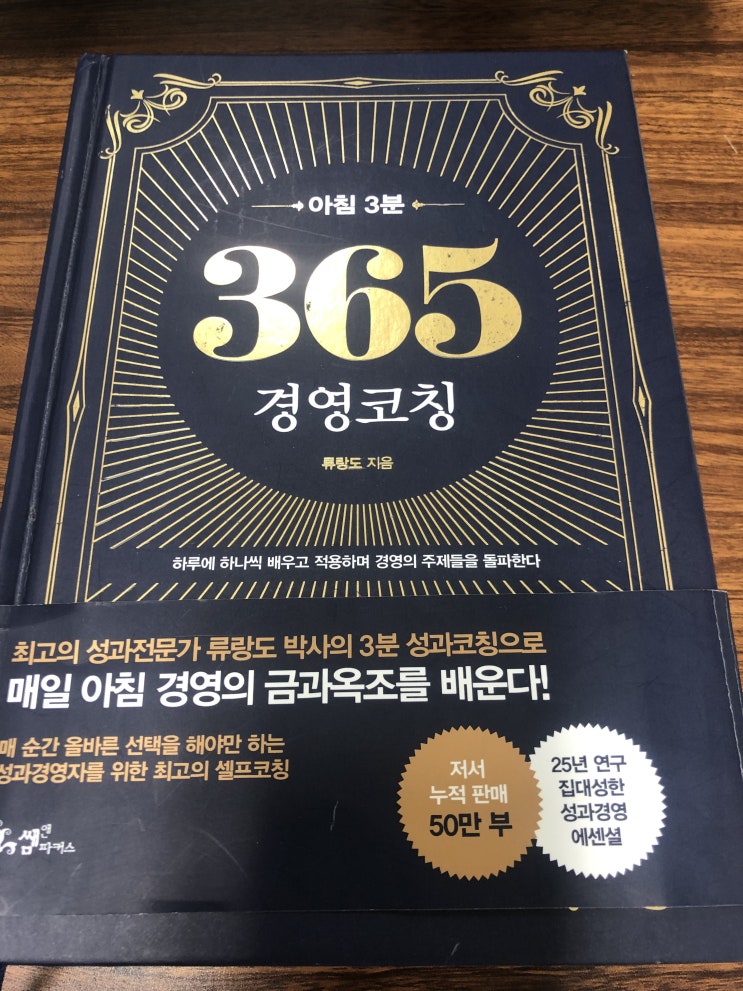 아침 3분
365
경영코칭
류랑도 지음
하루에 하나씩 배우고 적용하며 경영의 주제들을 돌파한다
최고의 성과전문가 류랑도 박사의 3분 성과코칭으로
매일 아침 경영의 금과옥조를 배운다!
매 순간 올바른 선택을 해야만 하는
성과경영자를 위한 최고의 셀프코칭
저서
누적 판매
50만 부
25년 연구
집대성한
성과경영
에센셜
쌤앤파커스